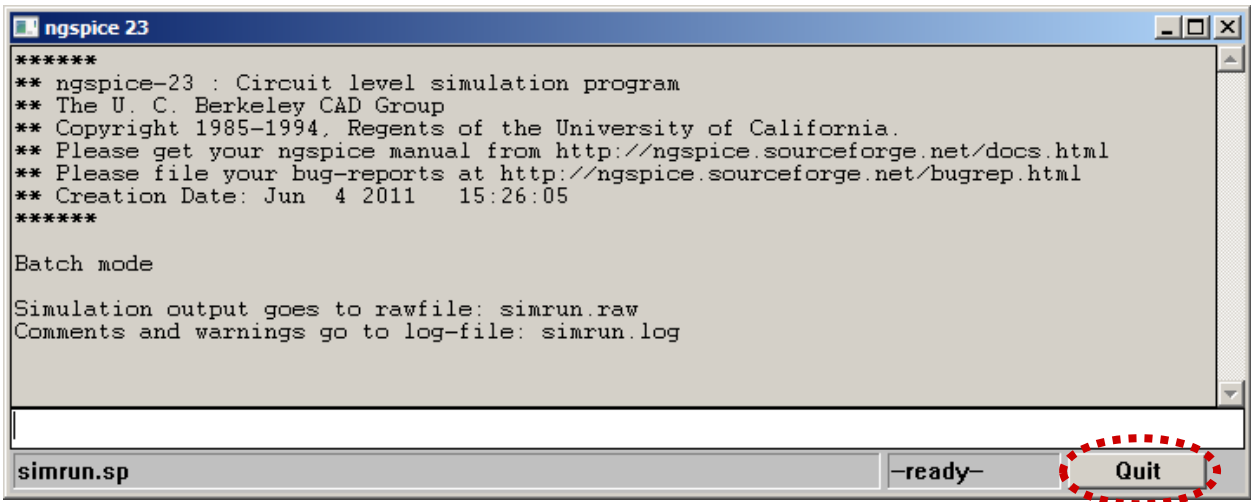 ngspice 23
******
** ngspice-23 : Circuit level simulation program
** The U. C. Berkeley CAD Group
** Copyright 1985-1994, Regents of the University of California.
** Please get your ngspice manual from http://ngspice.sourceforge.net/docs.html
** Please file your bug-reports at http://ngspice.sourceforge.net/bugrep.html
** Creation Date: Jun  4 2011   15:26:05
******
Batch mode
Simulation output goes to rawfile: simrun.raw
Comments and warnings go to log-file: simrun.log
simrun.sp
-ready-
Quit